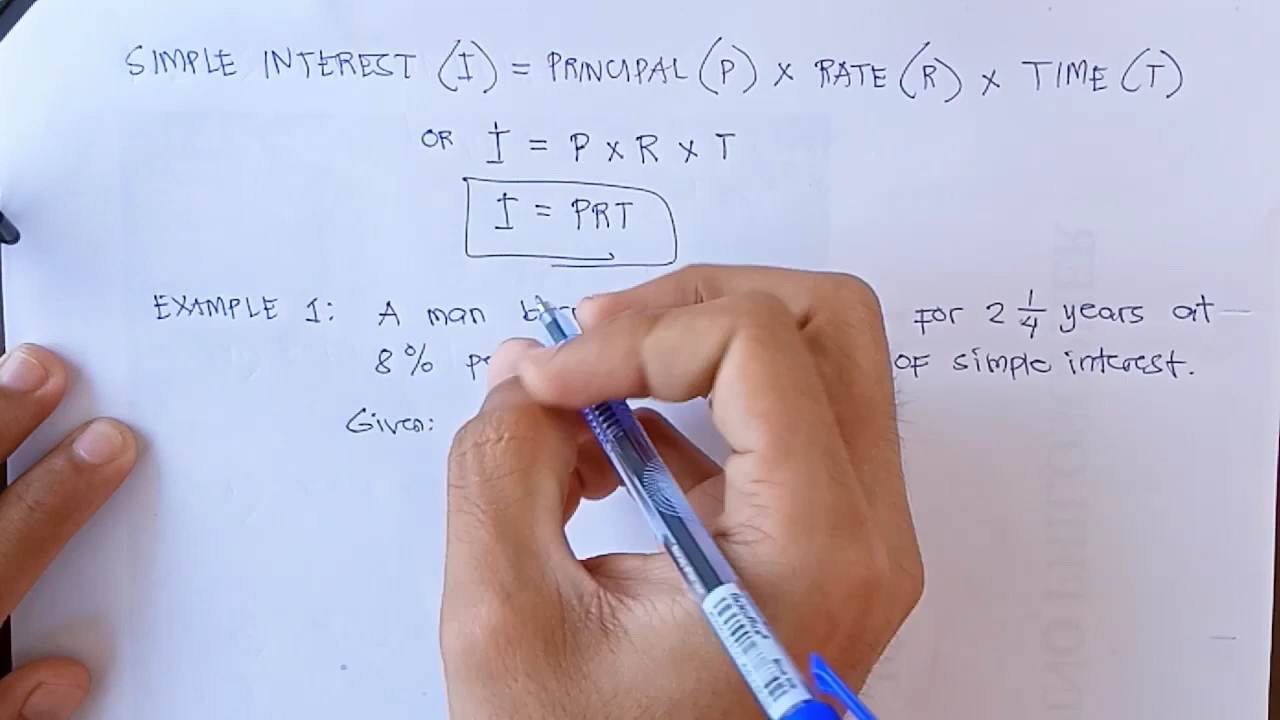 SIMPLE INTEREST (I) = PRINCIPAL (P) x RATE (R) x TIME (T)
OR I = P x R x T
I = PRT
EXAMPLE 1: A man for 2 1/4 years at
8% of simple interest.
Given: